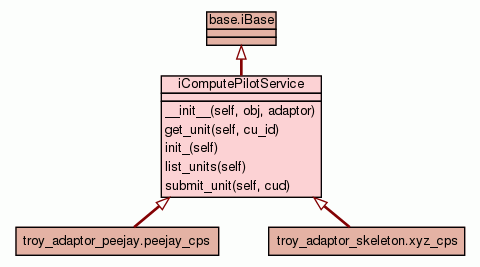 base.iBase
iComputePilotService
__init__(self, obj, adaptor)
get_unit(self, cu_id)
init_(self)
list_units(self)
submit_unit(self, cud)
troy_adaptor_peejay.peejay_cps
troy_adaptor_skeleton.xyz_cps